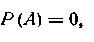 P(A) = 0,